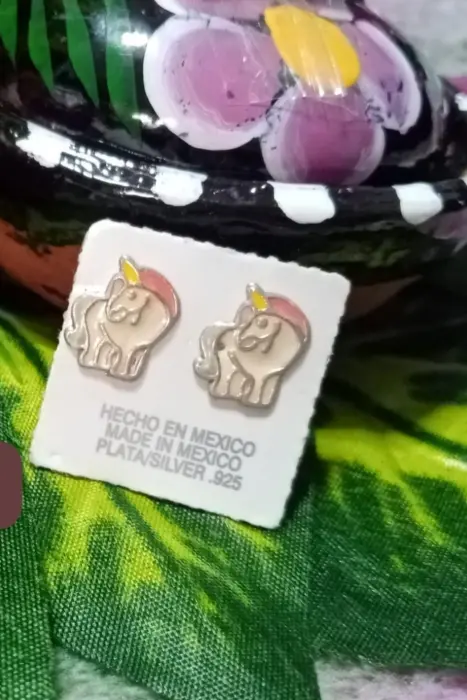 HECHO EN MEXICO
MADE IN MEXICO
PLATA/SILVER .925